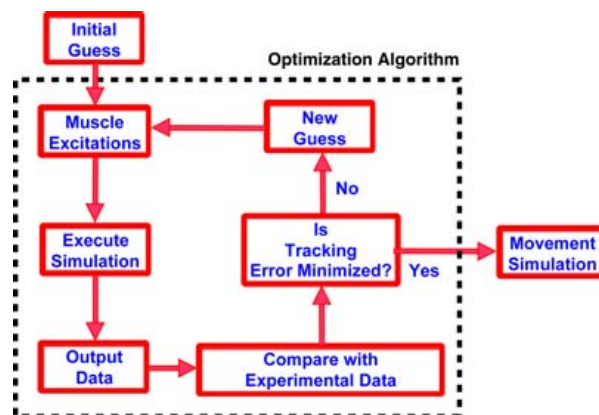 Initial
Guess
Optimization Algorithm
Muscle
Excitations
New
Guess
No
Execute
Simulation
Is
Tracking
Error Minimized?
Yes
Movement
Simulation
Output
Data
Compare with
Experimental Data